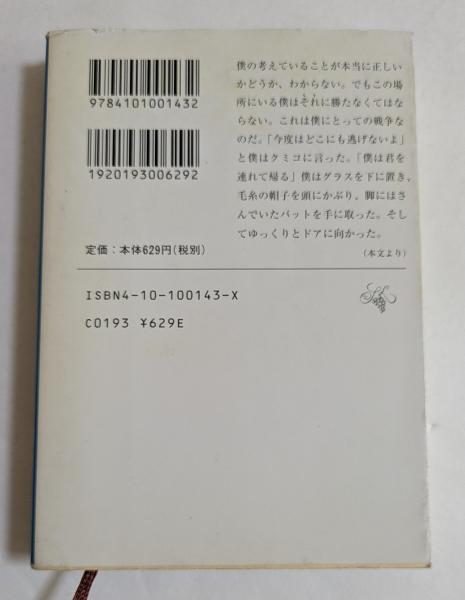 9784101001432
1920193006292
定価：本体629円(税別)
僕の考えていることが本当に正しい
かどうか、わからない。でもこの場
所にいる僕はそれに勝たなくてはな
らない。これは僕にとっての戦争な
のだ。「今度はどこにも逃げないよ」
と僕はクミコに言った。「僕は君を
連れて帰る」僕はグラスを下に置き、
毛糸の帽子を頭にかぶり、脚にはさ
んでいたバットを手に取った。そし
てゆっくりとドアに向かった。
（本文より）
ISBN4-10-100143-X
C0193 ¥629E